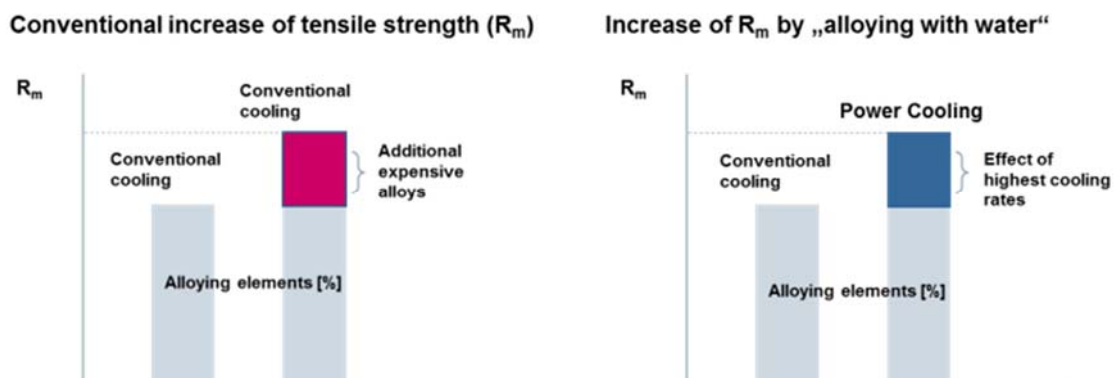 Conventional increase of tensile strength (Rm)
Rm
Conventional
cooling
Conventional
cooling
Additional
expensive
alloys
Alloying elements [%]
Increase of Rm by „alloying with water“
Rm
Power Cooling
Conventional
cooling
Effect of
highest cooling
rates
Alloying elements [%]